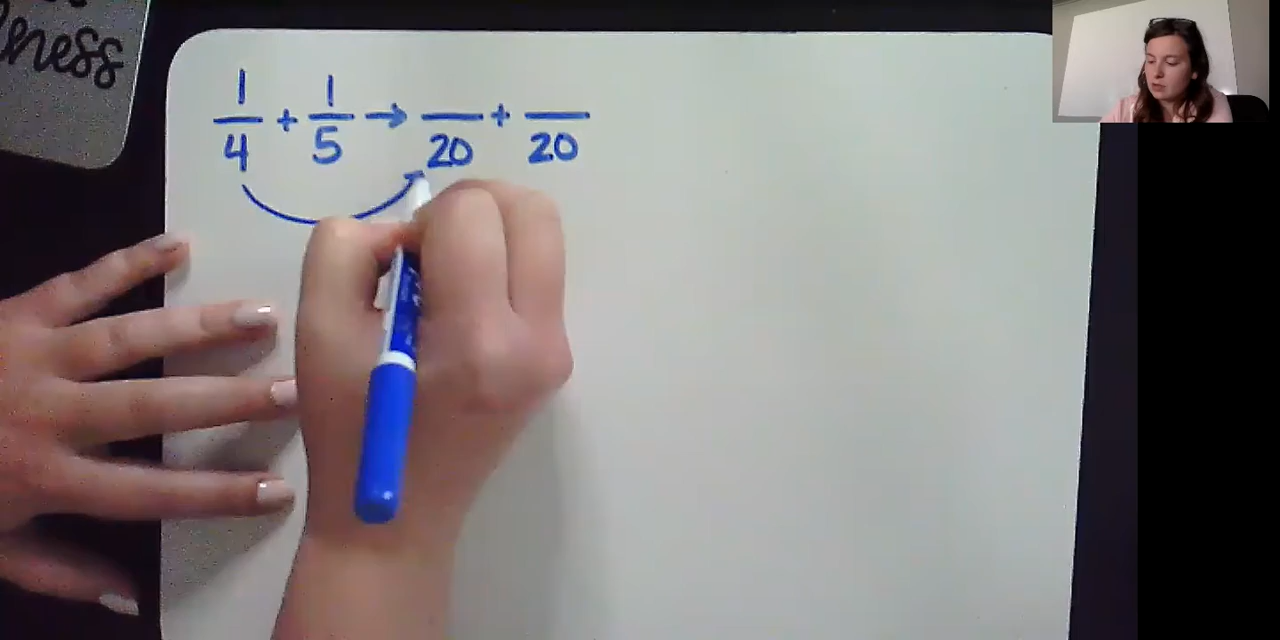 ness
1/4 + 1/5 → /20 + /20